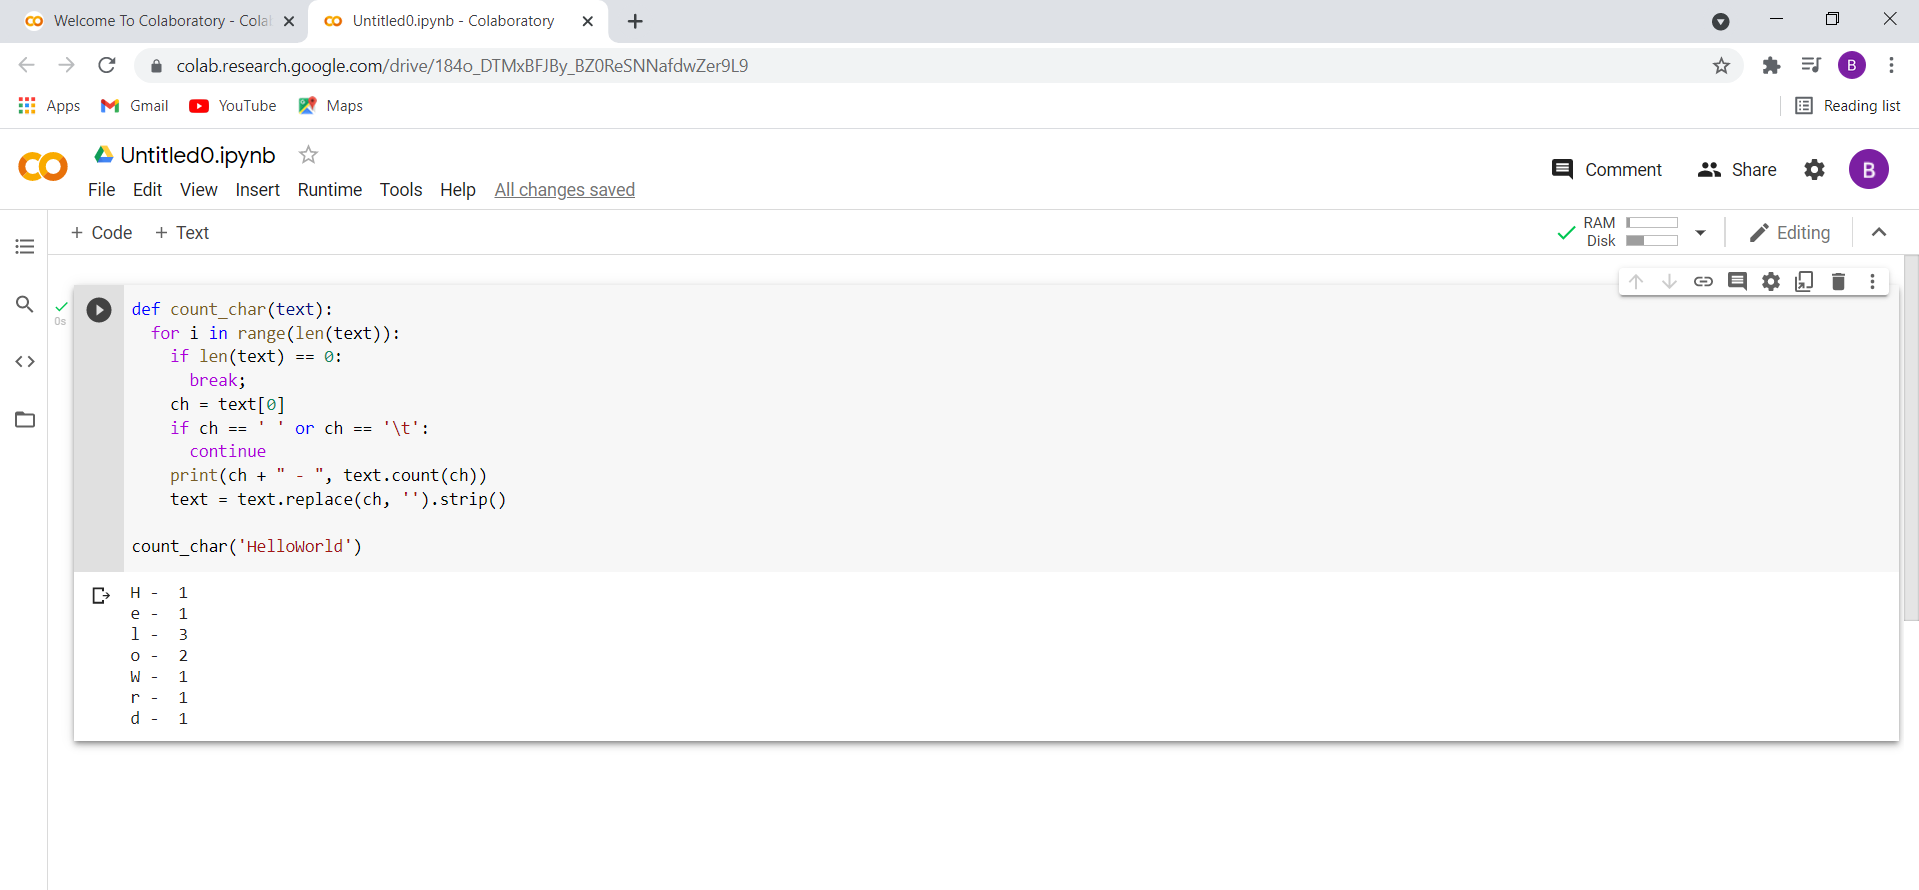 Welcome To Colaboratory - Cola
Untitled0.ipynb - Colaboratory
colab.research.google.com/drive/184o_DTMxBFJBy_BZ0ReSNNafdwZer9L9
B
Apps
Gmail
YouTube
Maps
Reading list
Untitled0.ipynb
Comment
Share
B
File Edit View Insert Runtime Tools Help All changes saved
+ Code + Text
RAM
Disk
Editing
0s
def count_char(text):
  for i in range(len(text)):
    if len(text) == 0:
      break;
    ch = text[0]
    if ch == ' ' or ch == '\t':
      continue
    print(ch + " - ", text.count(ch))
    text = text.replace(ch, '').strip()
count_char('HelloWorld')
H -  1
e -  1
l -  3
o -  2
W -  1
r -  1
d -  1